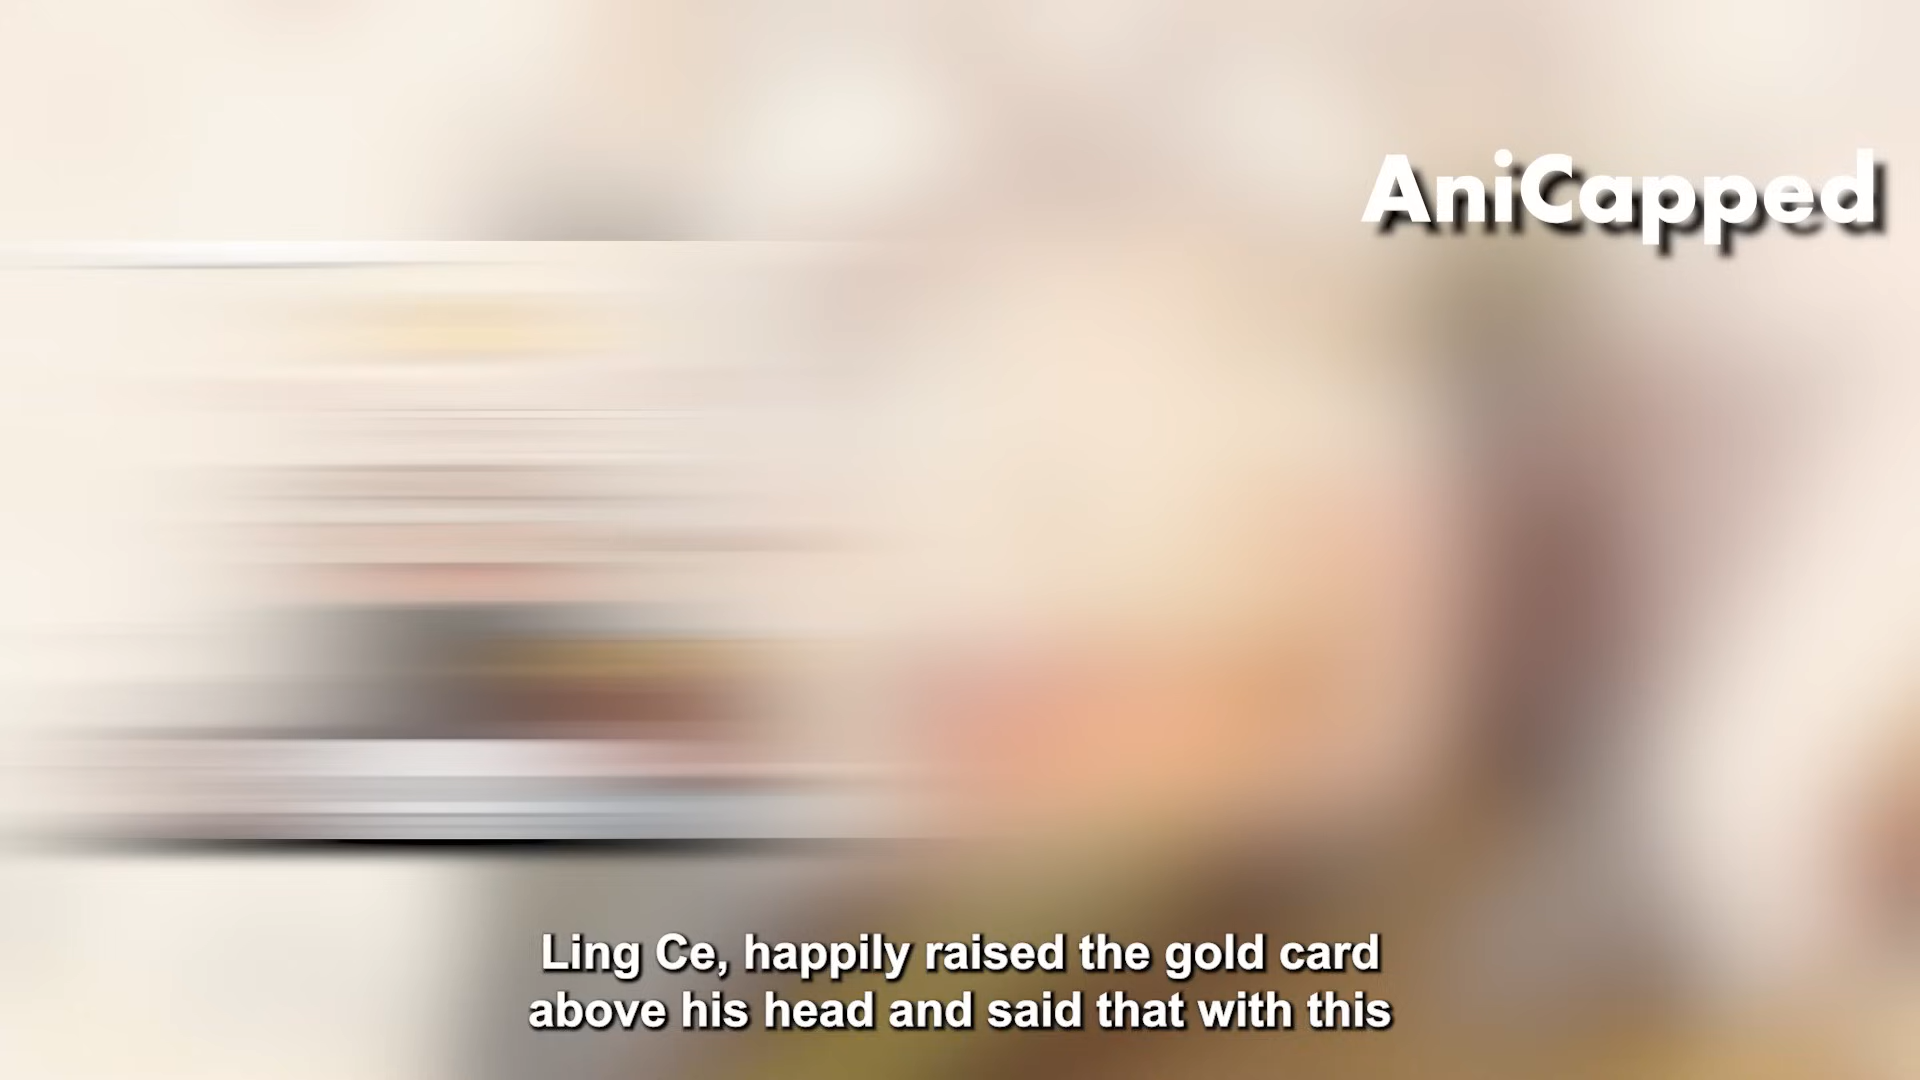 AniCapped
Ling Ce, happily raised the gold card
above his head and said that with this